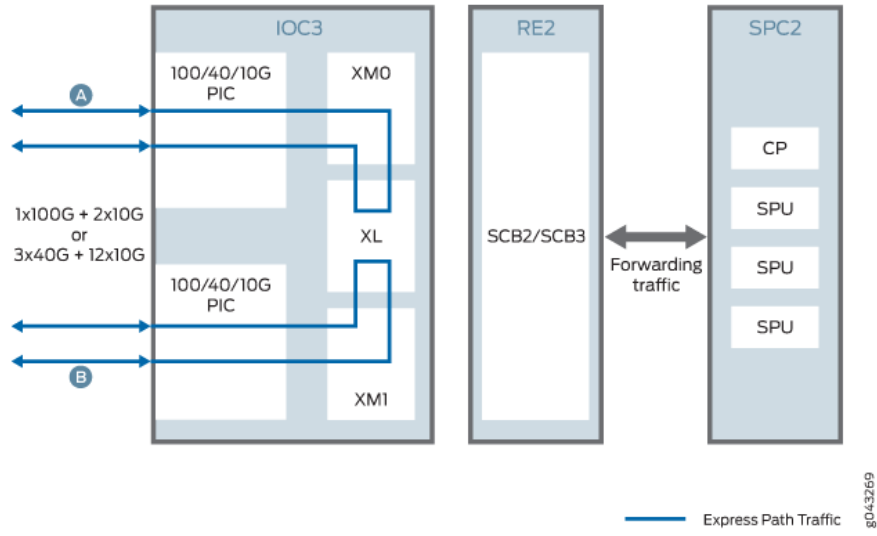 IOC3
RE2
SPC2
100/40/10G
PIC
XM0
A
CP
SPU
1x100G + 2x10G
or
3x40G + 12x10G
XL
SCB2/SCB3
Forwarding
traffic
SPU
100/40/10G
PIC
SPU
B
XM1
Express Path Traffic
g043269